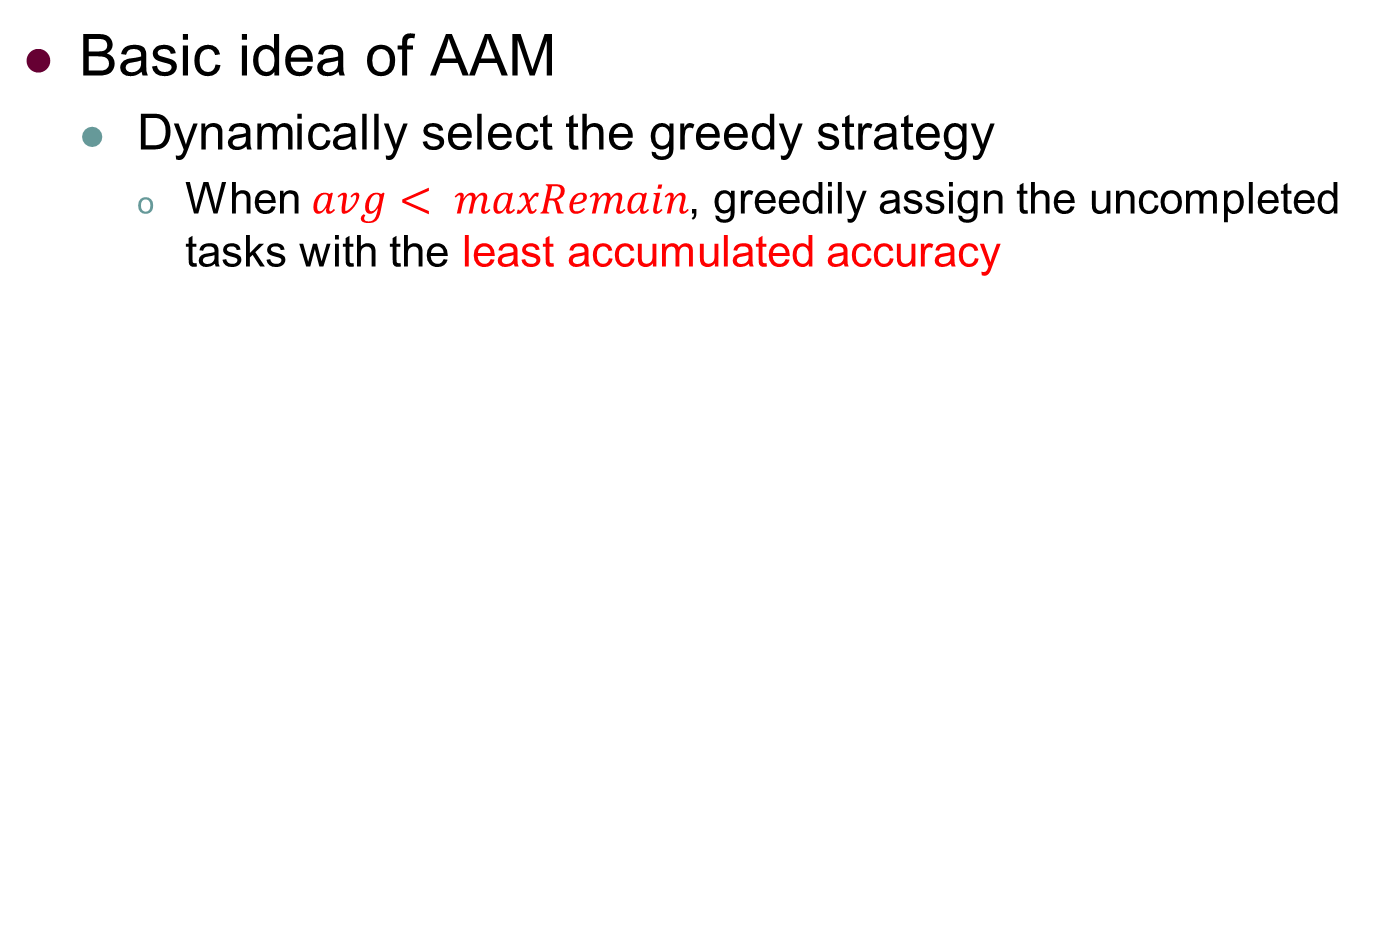 ● Basic idea of AAM
● Dynamically select the greedy strategy
o When avg < maxRemain, greedily assign the uncompleted
tasks with the least accumulated accuracy